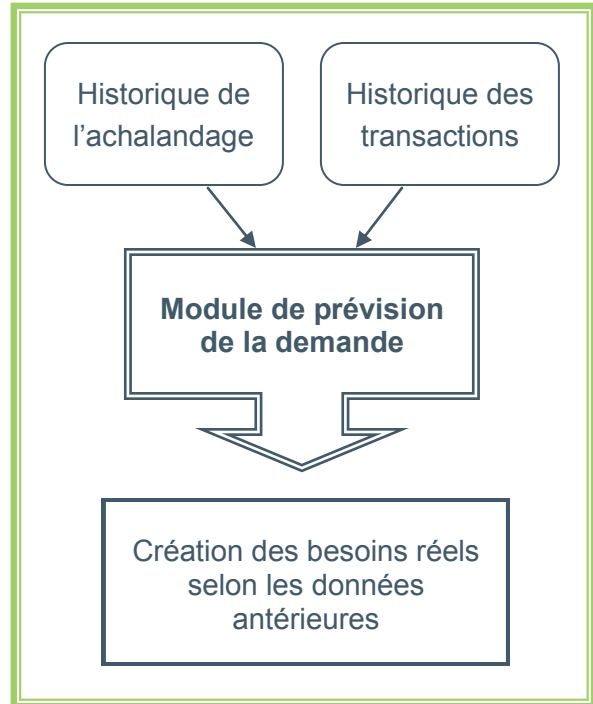 Historique de
l’achalandage
Historique des
transactions
Module de prévision
de la demande
Création des besoins réels
selon les données
antérieures